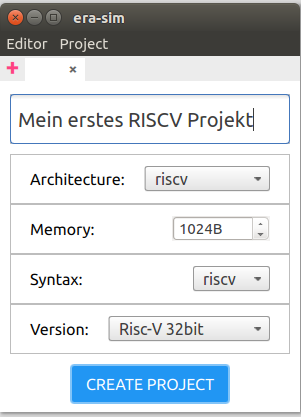 era-sim
Editor Project
Mein erstes RISCV Projekt
Architecture: riscv
Memory: 1024B
Syntax: riscv
Version: Risc-V 32bit
CREATE PROJECT